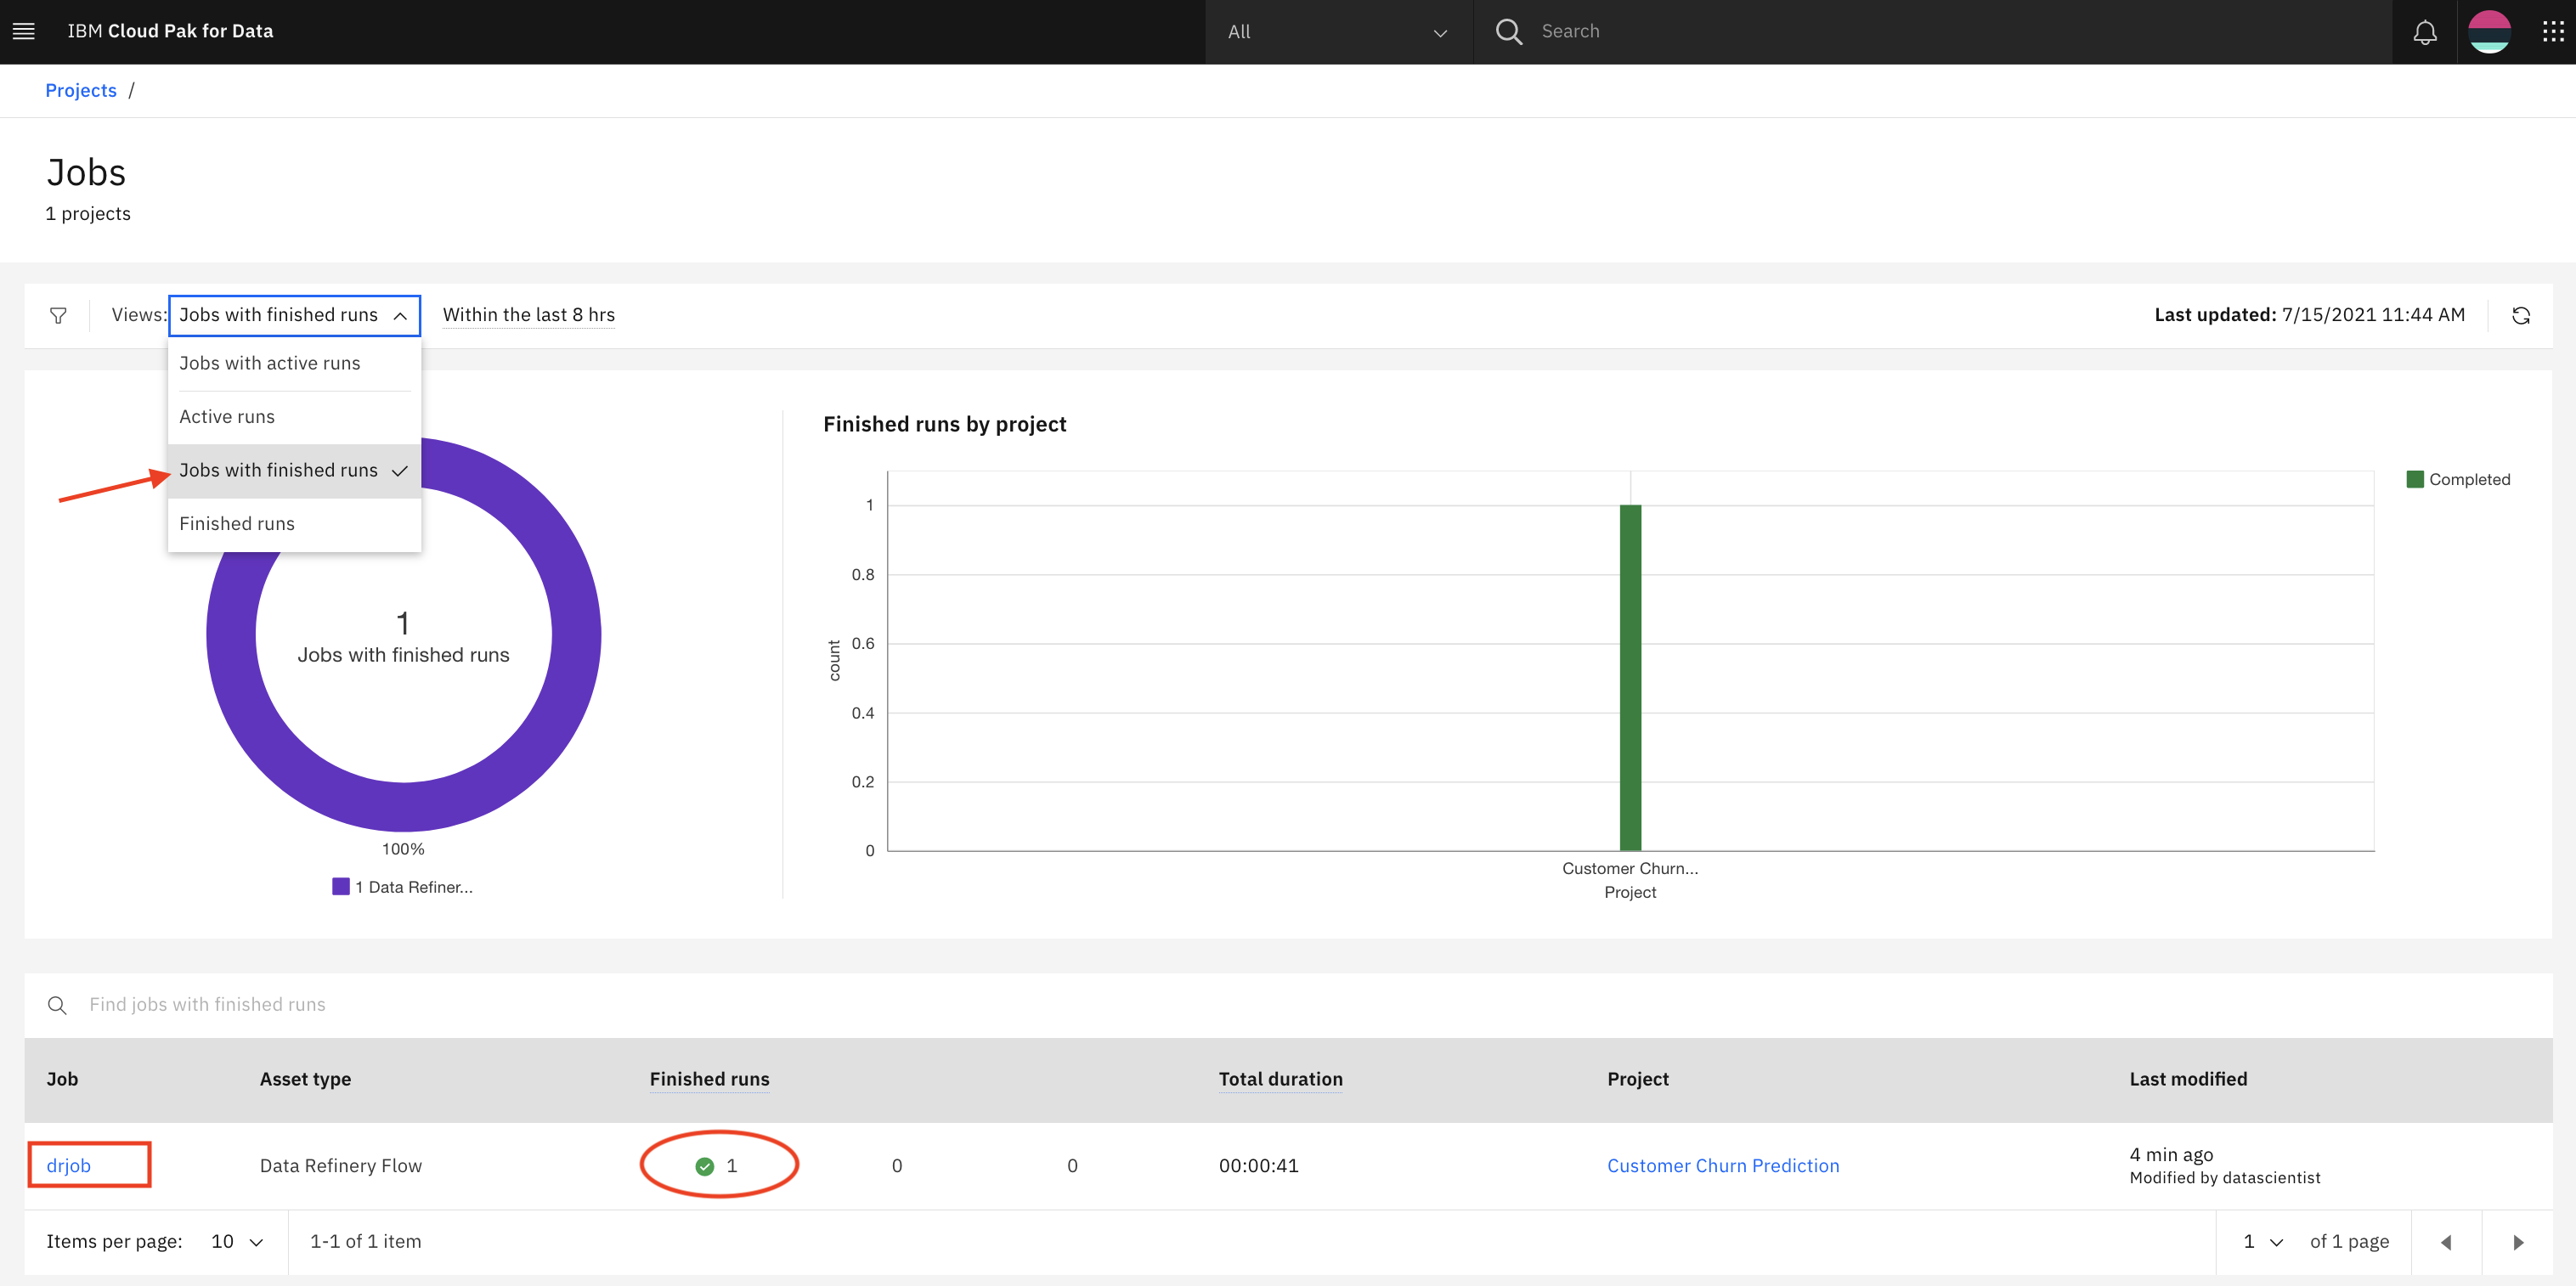 IBM Cloud Pak for Data
All
Search
Projects /
Jobs
1 projects
Views: Jobs with finished runs
Within the last 8 hrs
Last updated: 7/15/2021 11:44 AM
Jobs with active runs
Active runs
Jobs with finished runs
Finished runs
1
Jobs with finished runs
100%
1 Data Refiner...
Finished runs by project
1
0.8
0.6
0.4
0.2
0
count
Customer Churn...
Project
Completed
Find jobs with finished runs
Job Asset type Finished runs Total duration Project Last modified
drjob Data Refinery Flow 1 0 0 00:00:41 Customer Churn Prediction 4 min ago
Modified by datascientist
Items per page: 10 1-1 of 1 item 1 of 1 page